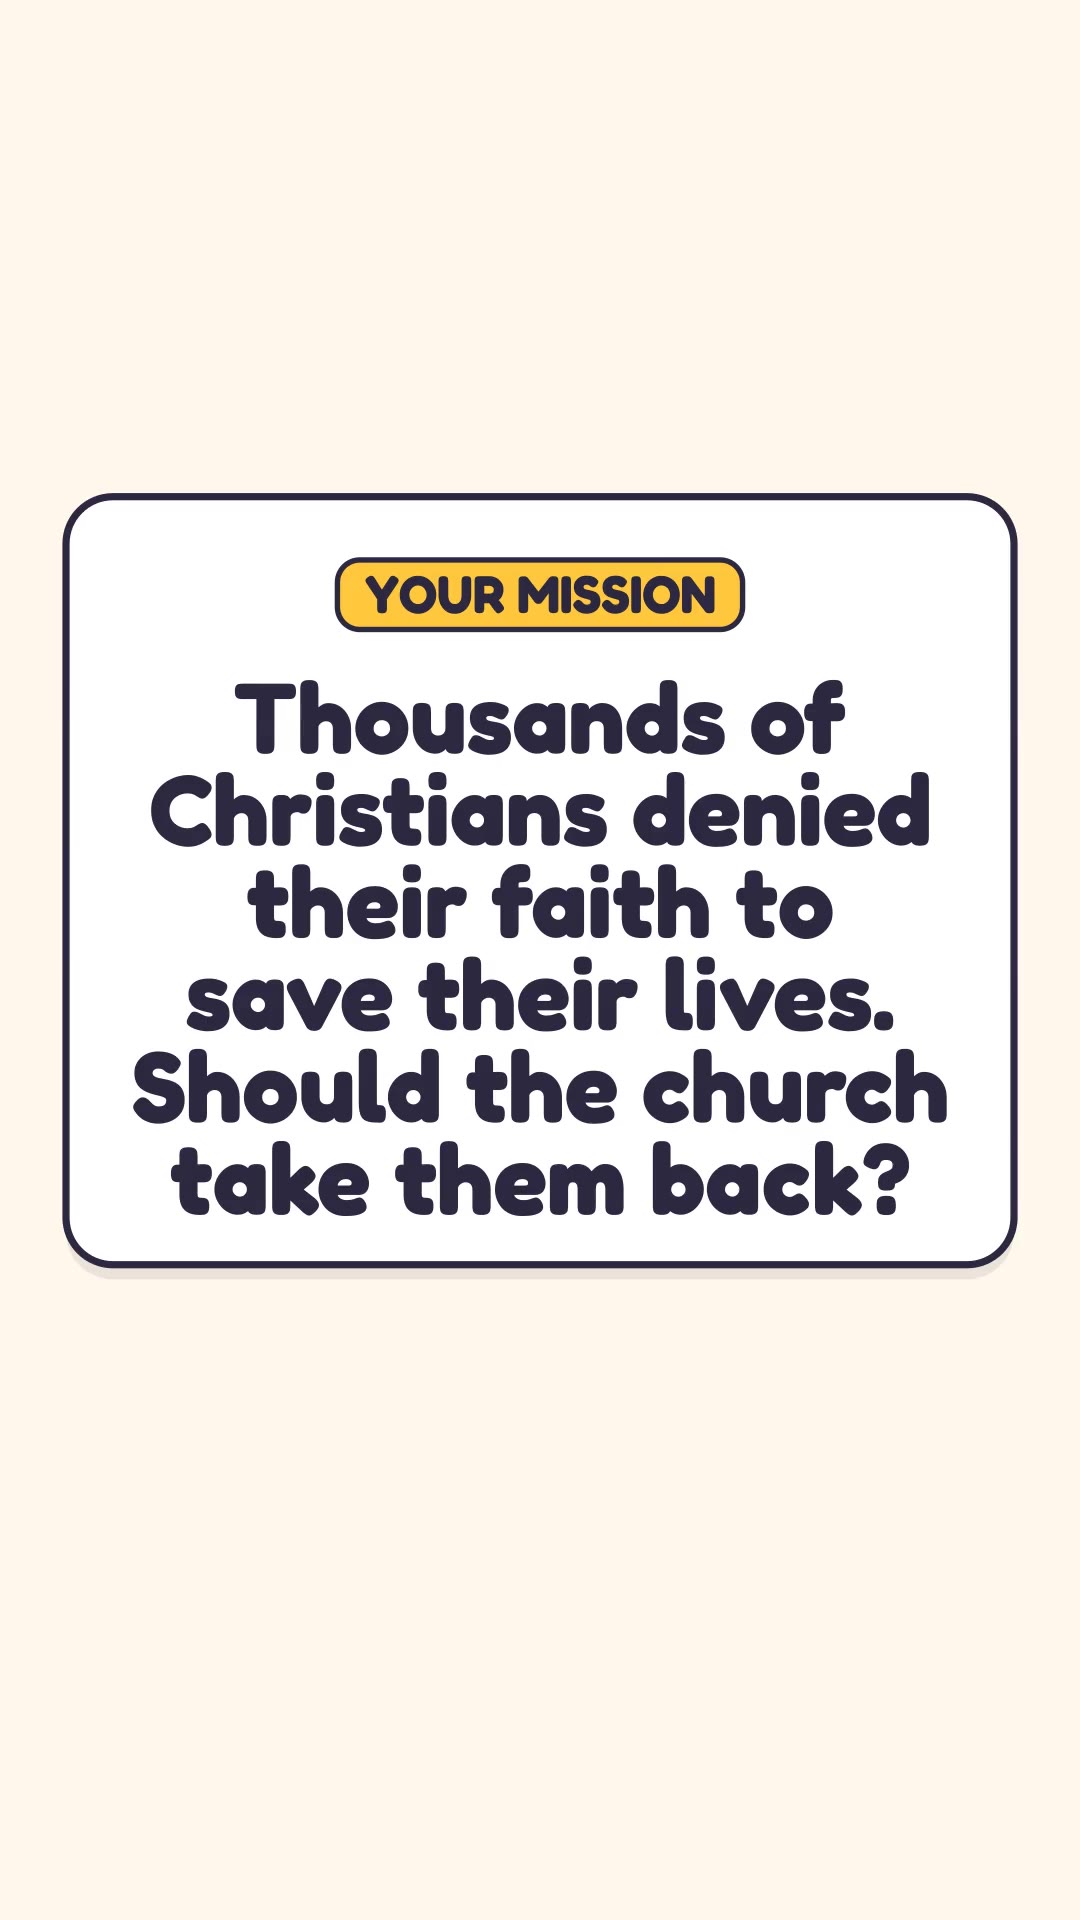 YOUR MISSION
Thousands of
Christians denied
their faith to
save their lives.
Should the church
take them back?